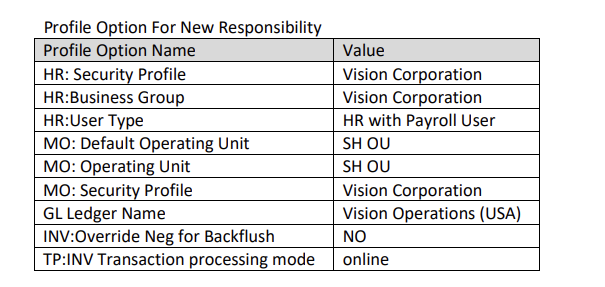 Profile Option For New Responsibility
Profile Option Name Value
HR: Security Profile Vision Corporation
HR:Business Group Vision Corporation
HR:User Type HR with Payroll User
MO: Default Operating Unit SH OU
MO: Operating Unit SH OU
MO: Security Profile Vision Corporation
GL Ledger Name Vision Operations (USA)
INV:Override Neg for Backflush NO
TP:INV Transaction processing mode online